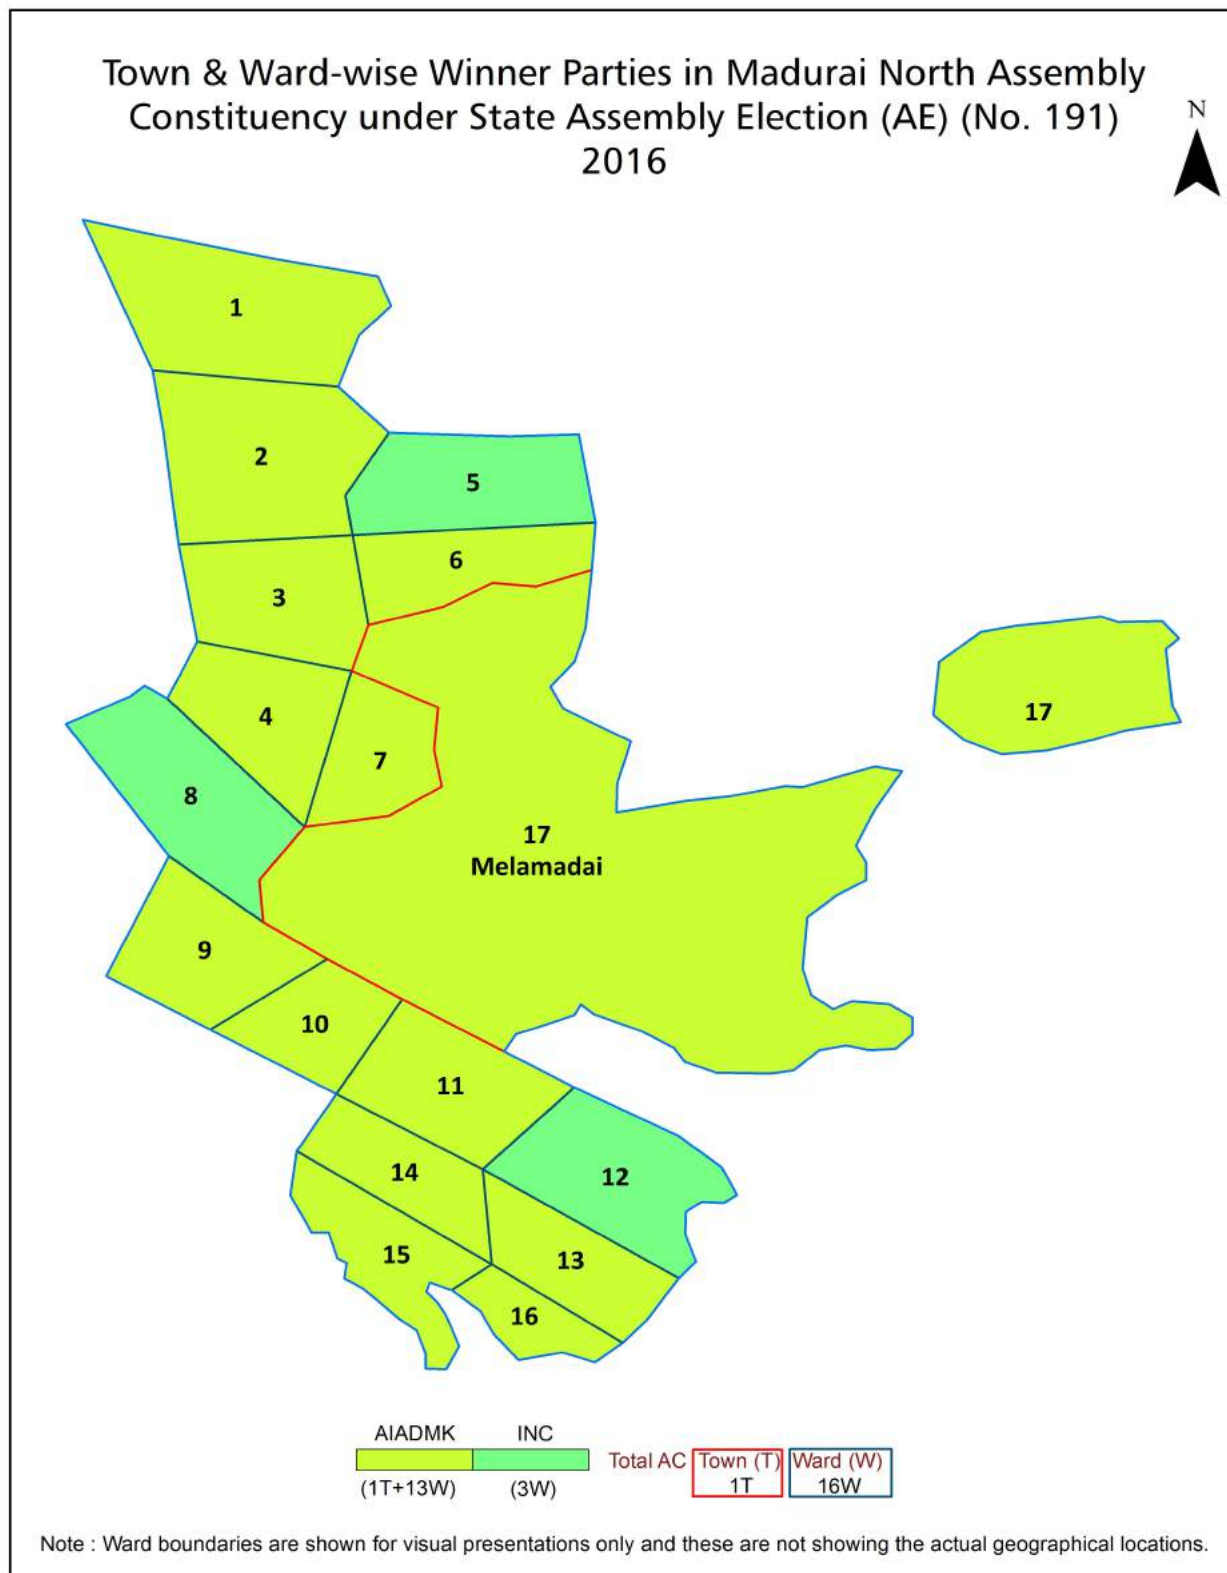 Town & Ward-wise Winner Parties in Madurai North Assembly
Constituency under State Assembly Election (AE) (No. 191)
2016
N
1
2
5
6
3
4
7
17
8
17
Melamadai
9
10
11
12
14
13
15
16
AIADMK INC
Total AC Town (T) Ward (W)
(1T+13W) (3W) 1T 16W
Note : Ward boundaries are shown for visual presentations only and these are not showing the actual geographical locations.